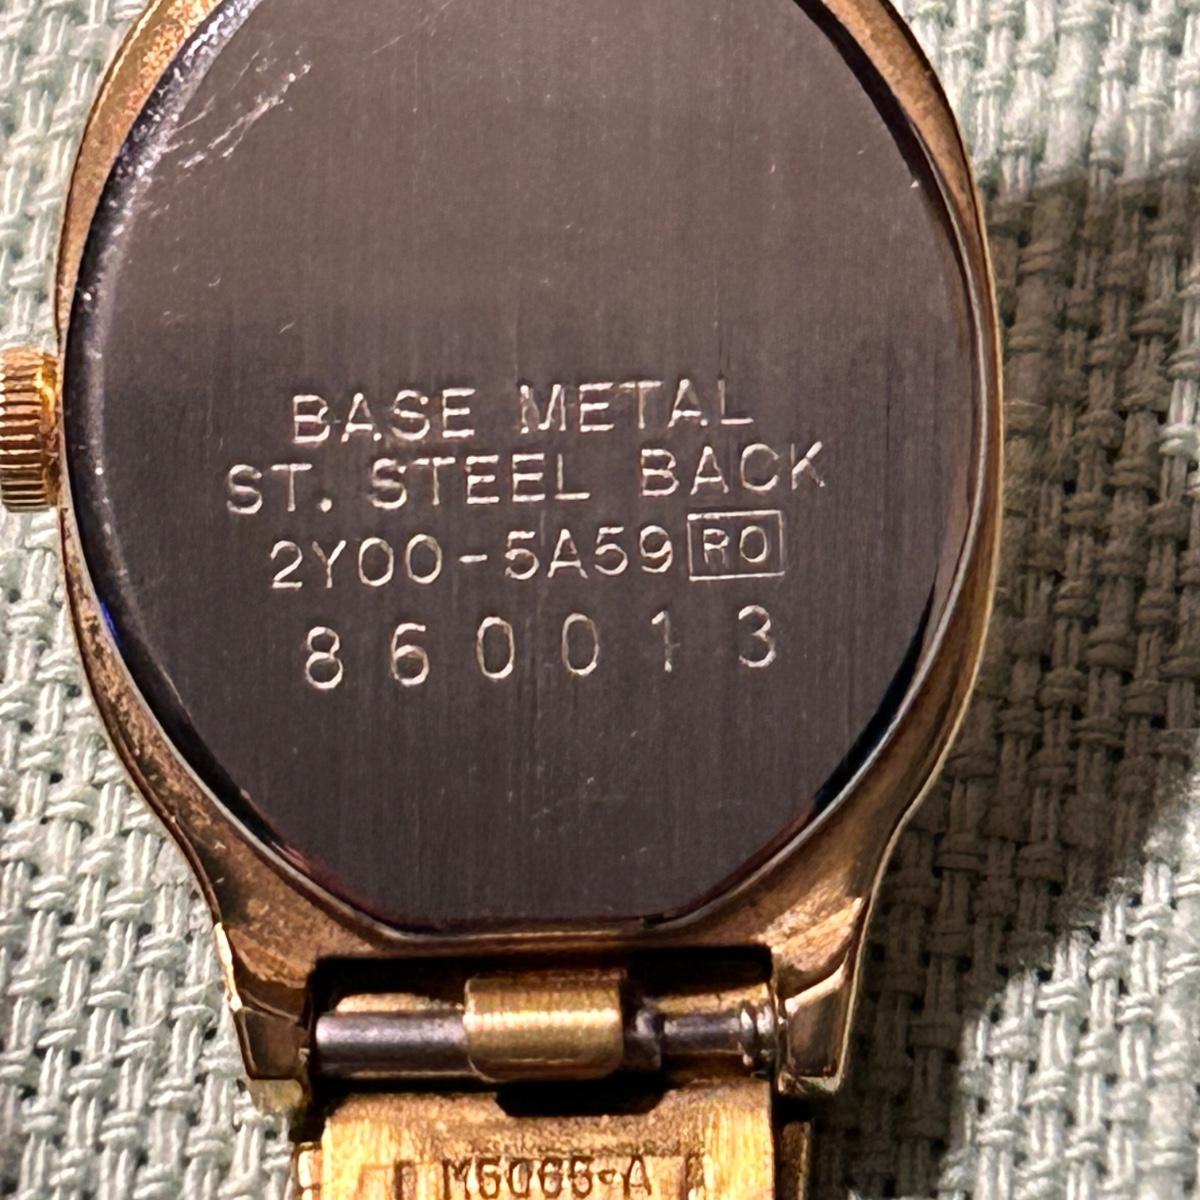 BASE METAL
ST. STEEL BACK
2Y00-5A59 RO
860013
M5065-A